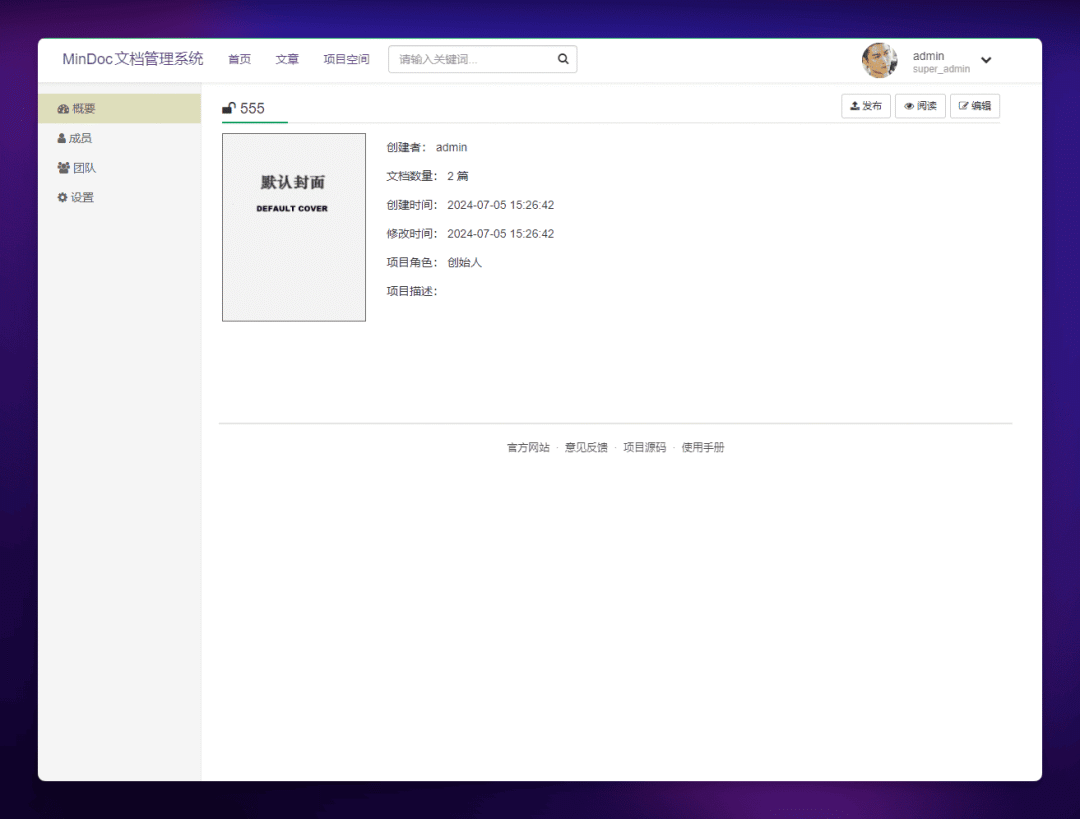 MinDoc文档管理系统 首页 文章 项目空间 请输入关键词... admin
super_admin
概要
成员
团队
设置
555 发布 阅读 编辑
默认封面
DEFAULT COVER
创建者： admin
文档数量： 2 篇
创建时间： 2024-07-05 15:26:42
修改时间： 2024-07-05 15:26:42
项目角色： 创始人
项目描述：
官方网站 · 意见反馈 · 项目源码 · 使用手册